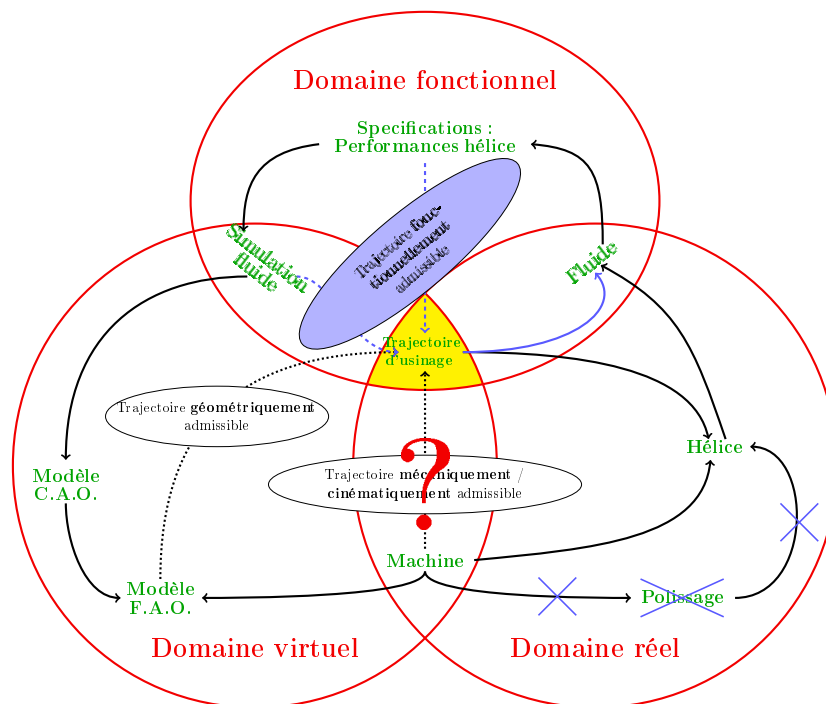 Domaine fonctionnel
Specifications :
Performances hélice
Trajectoire fonc-
tionnellement
admissible
Simulation
fluide
Fluide
Trajectoire
d'usinage
Trajectoire géométriquement
admissible
Hélice
Modèle
C.A.O.
Trajectoire mécaniquement /
cinématiquement admissible
?
Machine
Modèle
F.A.O.
Polissage
Domaine virtuel
Domaine réel